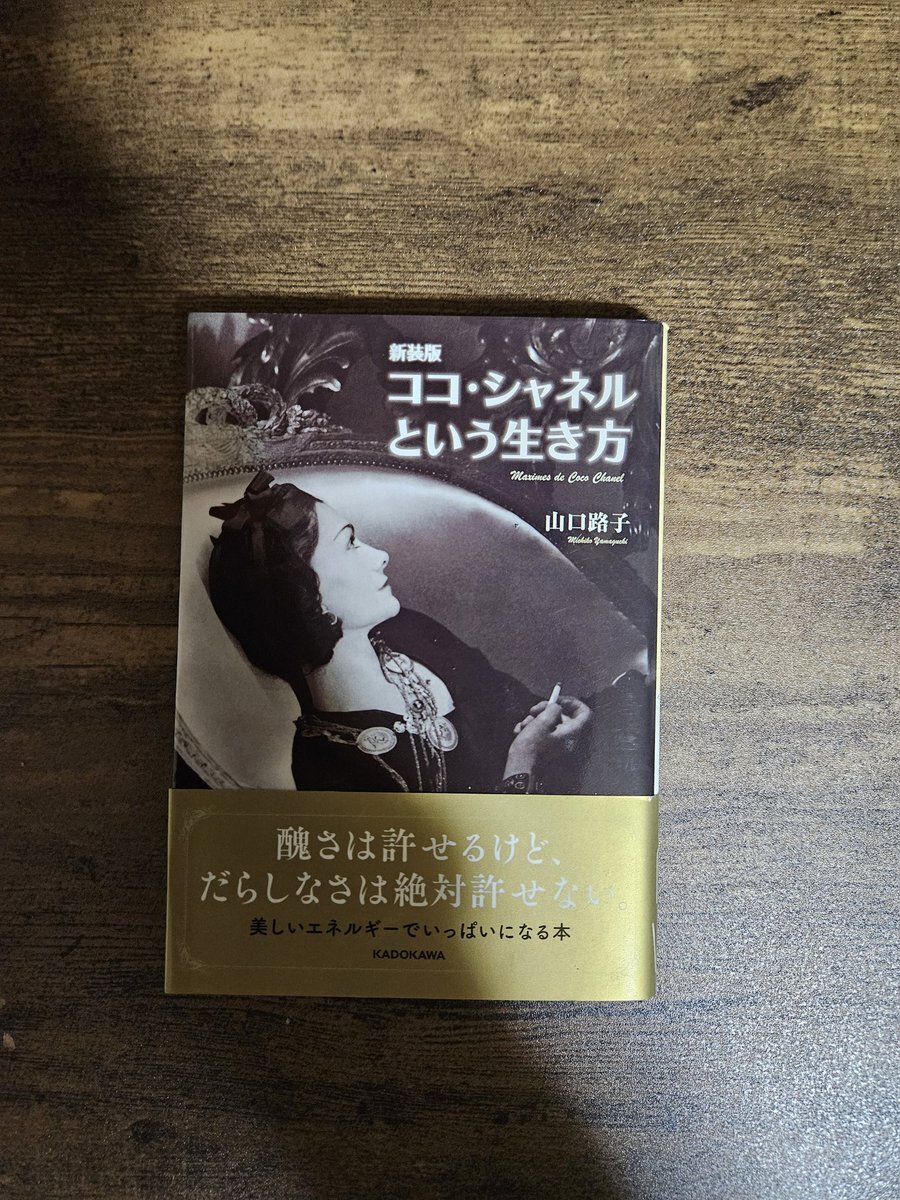 新装版
ココ・シャネル
という生き方
Maximes de Coco Chanel
山口路子
Michiko Yamaguchi
醜さは許せるけど、
だらしなさは絶対許せない。
美しいエネルギーでいっぱいになる本
KADOKAWA